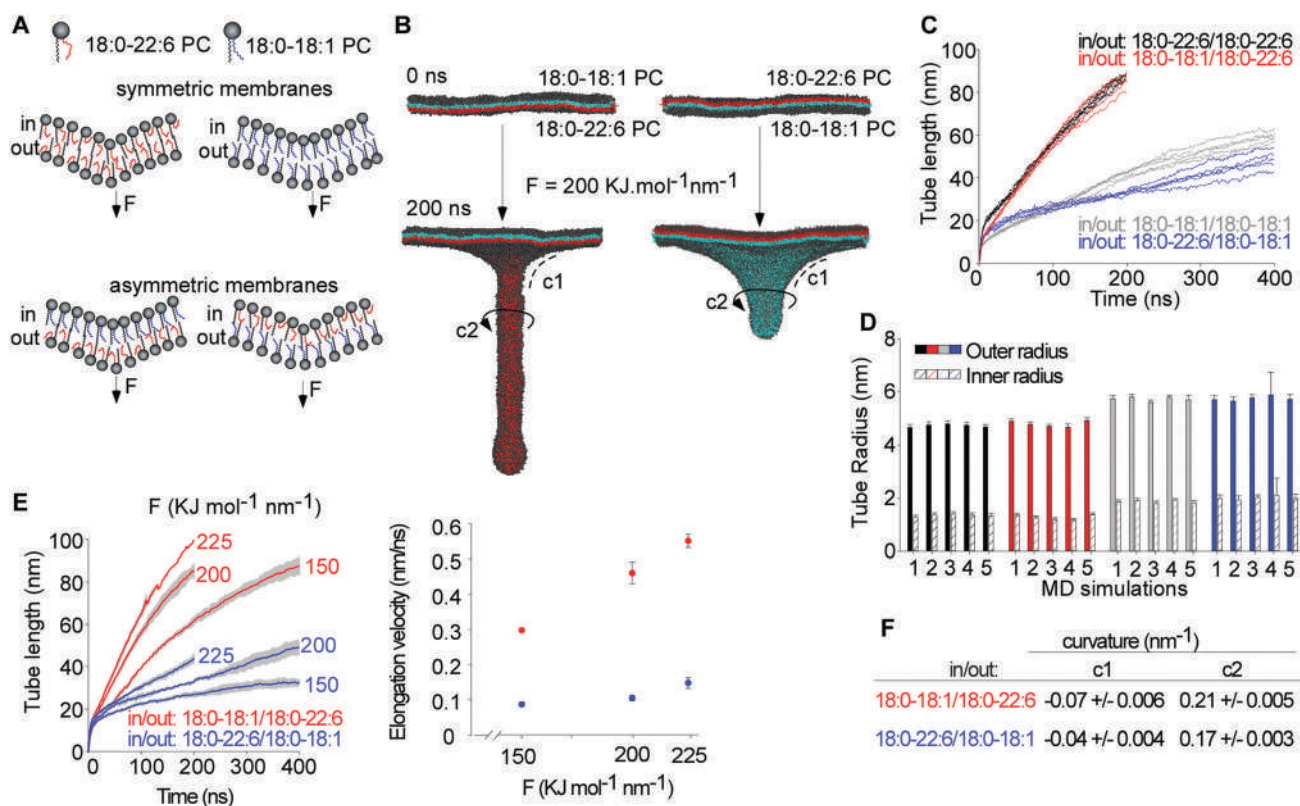 A
18:0-22:6 PC
18:0-18:1 PC
symmetric membranes
in
out
F
F
asymmetric membranes
in
out
F
F
B
0 ns
18:0-18:1 PC
18:0-22:6 PC
18:0-22:6 PC
18:0-18:1 PC
F = 200 KJ.mol⁻¹nm⁻¹
200 ns
c1
c2
c1
c2
C
in/out: 18:0-22:6/18:0-22:6
in/out: 18:0-18:1/18:0-22:6
Tube length (nm)
100
80
60
40
20
0
in/out: 18:0-18:1/18:0-18:1
in/out: 18:0-22:6/18:0-18:1
0 100 200 300 400
Time (ns)
D
Outer radius
Inner radius
Tube Radius (nm)
8
6
4
2
0
1 2 3 4 5 1 2 3 4 5 1 2 3 4 5 1 2 3 4 5
MD simulations
E
F (KJ mol⁻¹ nm⁻¹)
Tube length (nm)
100
80
60
40
20
0
225
200
150
225
200
150
in/out: 18:0-18:1/18:0-22:6
in/out: 18:0-22:6/18:0-18:1
0 100 200 300 400
Time (ns)
Elongation velocity (nm/ns)
0.6
0.5
0.4
0.3
0.2
0.1
0
150 200 225
F (KJ mol⁻¹ nm⁻¹)
F
curvature (nm⁻¹)
in/out: c1 c2
18:0-18:1/18:0-22:6 -0.07 +/- 0.006 0.21 +/- 0.005
18:0-22:6/18:0-18:1 -0.04 +/- 0.004 0.17 +/- 0.003